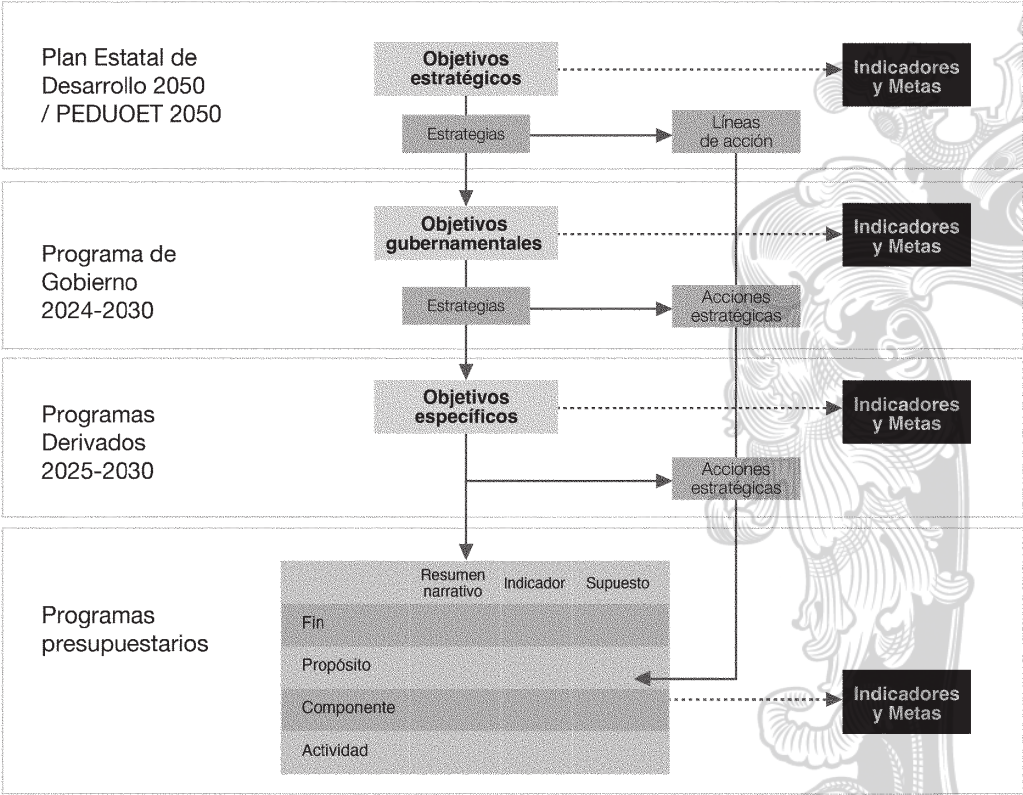 Plan Estatal de
Desarrollo 2050
/ PEDUOET 2050
Objetivos
estratégicos
Indicadores
y Metas
Estrategias
Líneas
de acción
Programa de
Gobierno
2024-2030
Objetivos
gubernamentales
Indicadores
y Metas
Estrategias
Acciones
estratégicas
Programas
Derivados
2025-2030
Objetivos
específicos
Indicadores
y Metas
Acciones
estratégicas
Programas
presupuestarios
Resumen
narrativo
Indicador
Supuesto
Fin
Propósito
Componente
Actividad
Indicadores
y Metas